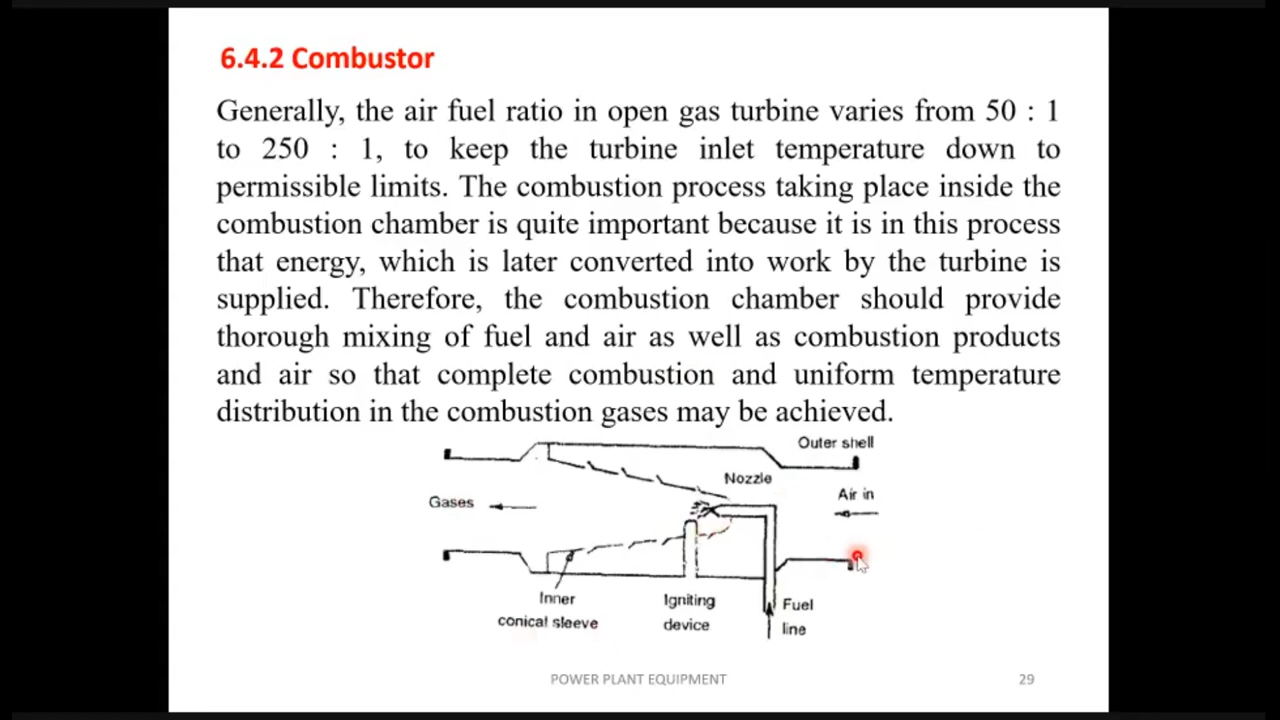 6.4.2 Combustor
Generally, the air fuel ratio in open gas turbine varies from 50 : 1
to 250 : 1, to keep the turbine inlet temperature down to
permissible limits. The combustion process taking place inside the
combustion chamber is quite important because it is in this process
that energy, which is later converted into work by the turbine is
supplied. Therefore, the combustion chamber should provide
thorough mixing of fuel and air as well as combustion products
and air so that complete combustion and uniform temperature
distribution in the combustion gases may be achieved.
Outer shell
Nozzle
Air in
Gases
Inner
conical sleeve
Igniting
device
Fuel
line
POWER PLANT EQUIPMENT
29